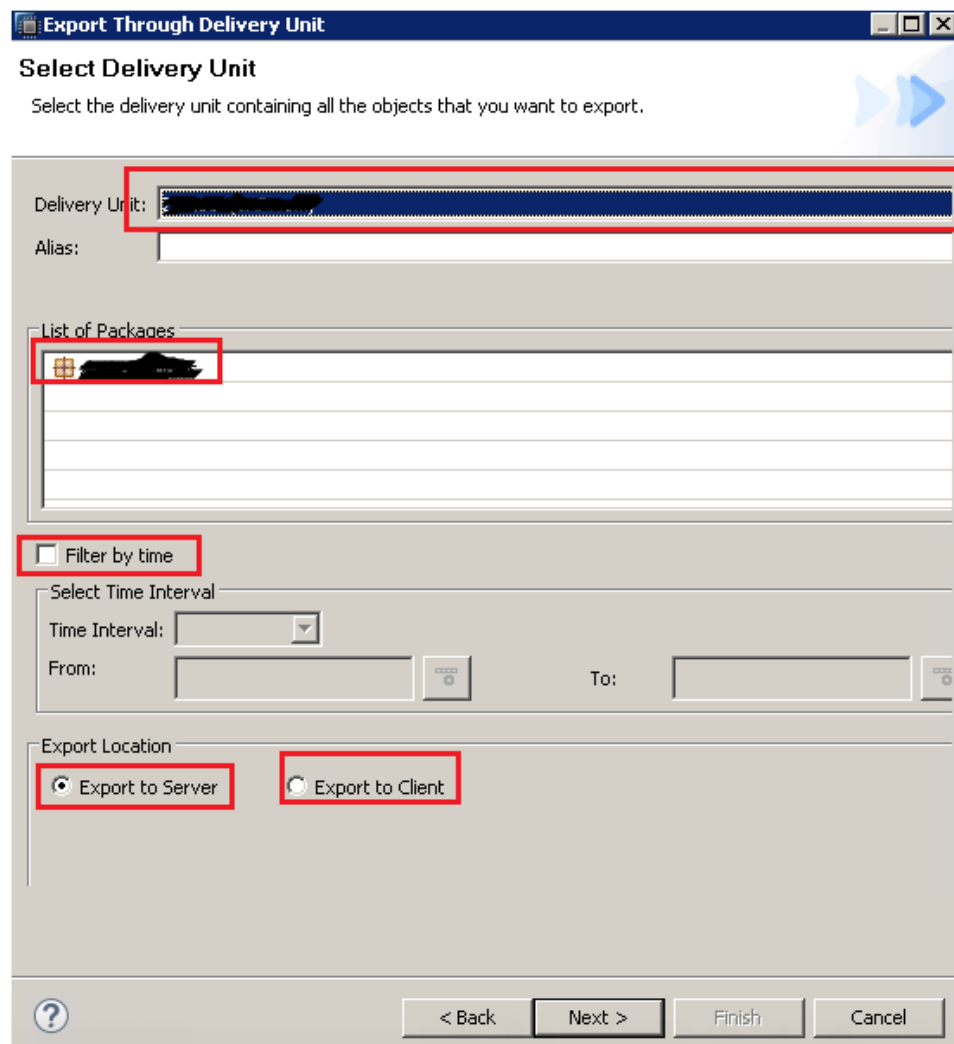 Export Through Delivery Unit
Select Delivery Unit
Select the delivery unit containing all the objects that you want to export.
Delivery Unit:
Alias:
List of Packages
Filter by time
Select Time Interval
Time Interval:
From: To:
Export Location
Export to Server Export to Client
< Back Next > Finish Cancel